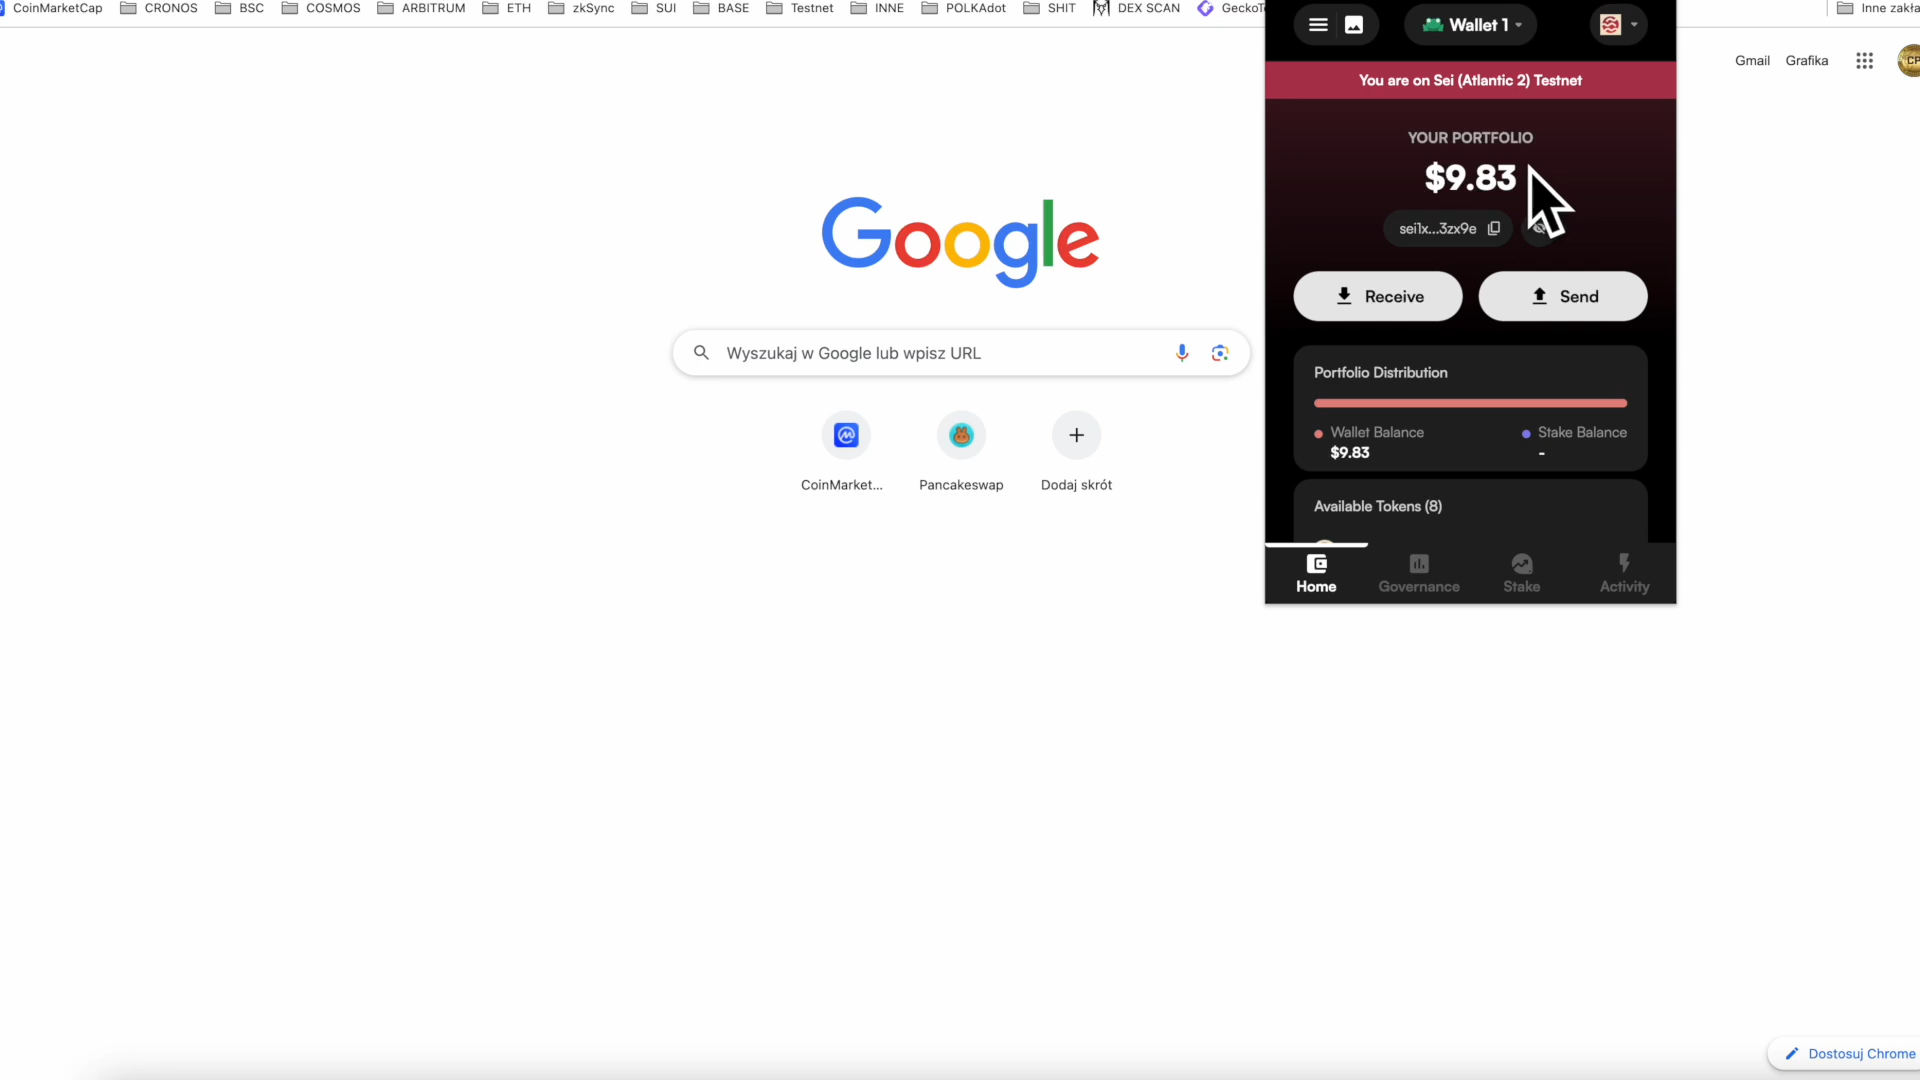 CoinMarketCap CRONOS BSC COSMOS ARBITRUM ETH zkSync SUI BASE Testnet INNE POLKAdot SHIT DEX SCAN Inne
Wallet 1
Gmail Grafika
You are on Sei (Atlantic 2) Testnet
YOUR PORTFOLIO
$9.83
sei1x...3zx9e
Google
Receive Send
Wyszukaj w Google lub wpisz URL
Portfolio Distribution
Wallet Balance Stake Balance
$9.83 -
CoinMarket... Pancakeswap Dodaj skrót
Available Tokens (8)
Home Governance Stake Activity
Dostosuj Chrome